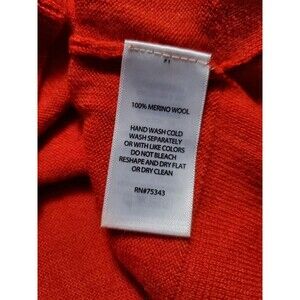 100% MERINO WOOL
HAND WASH COLD
WASH SEPARATELY
OR WITH LIKE COLORS
DO NOT BLEACH
RESHAPE AND DRY FLAT
OR DRY CLEAN
RN#75343